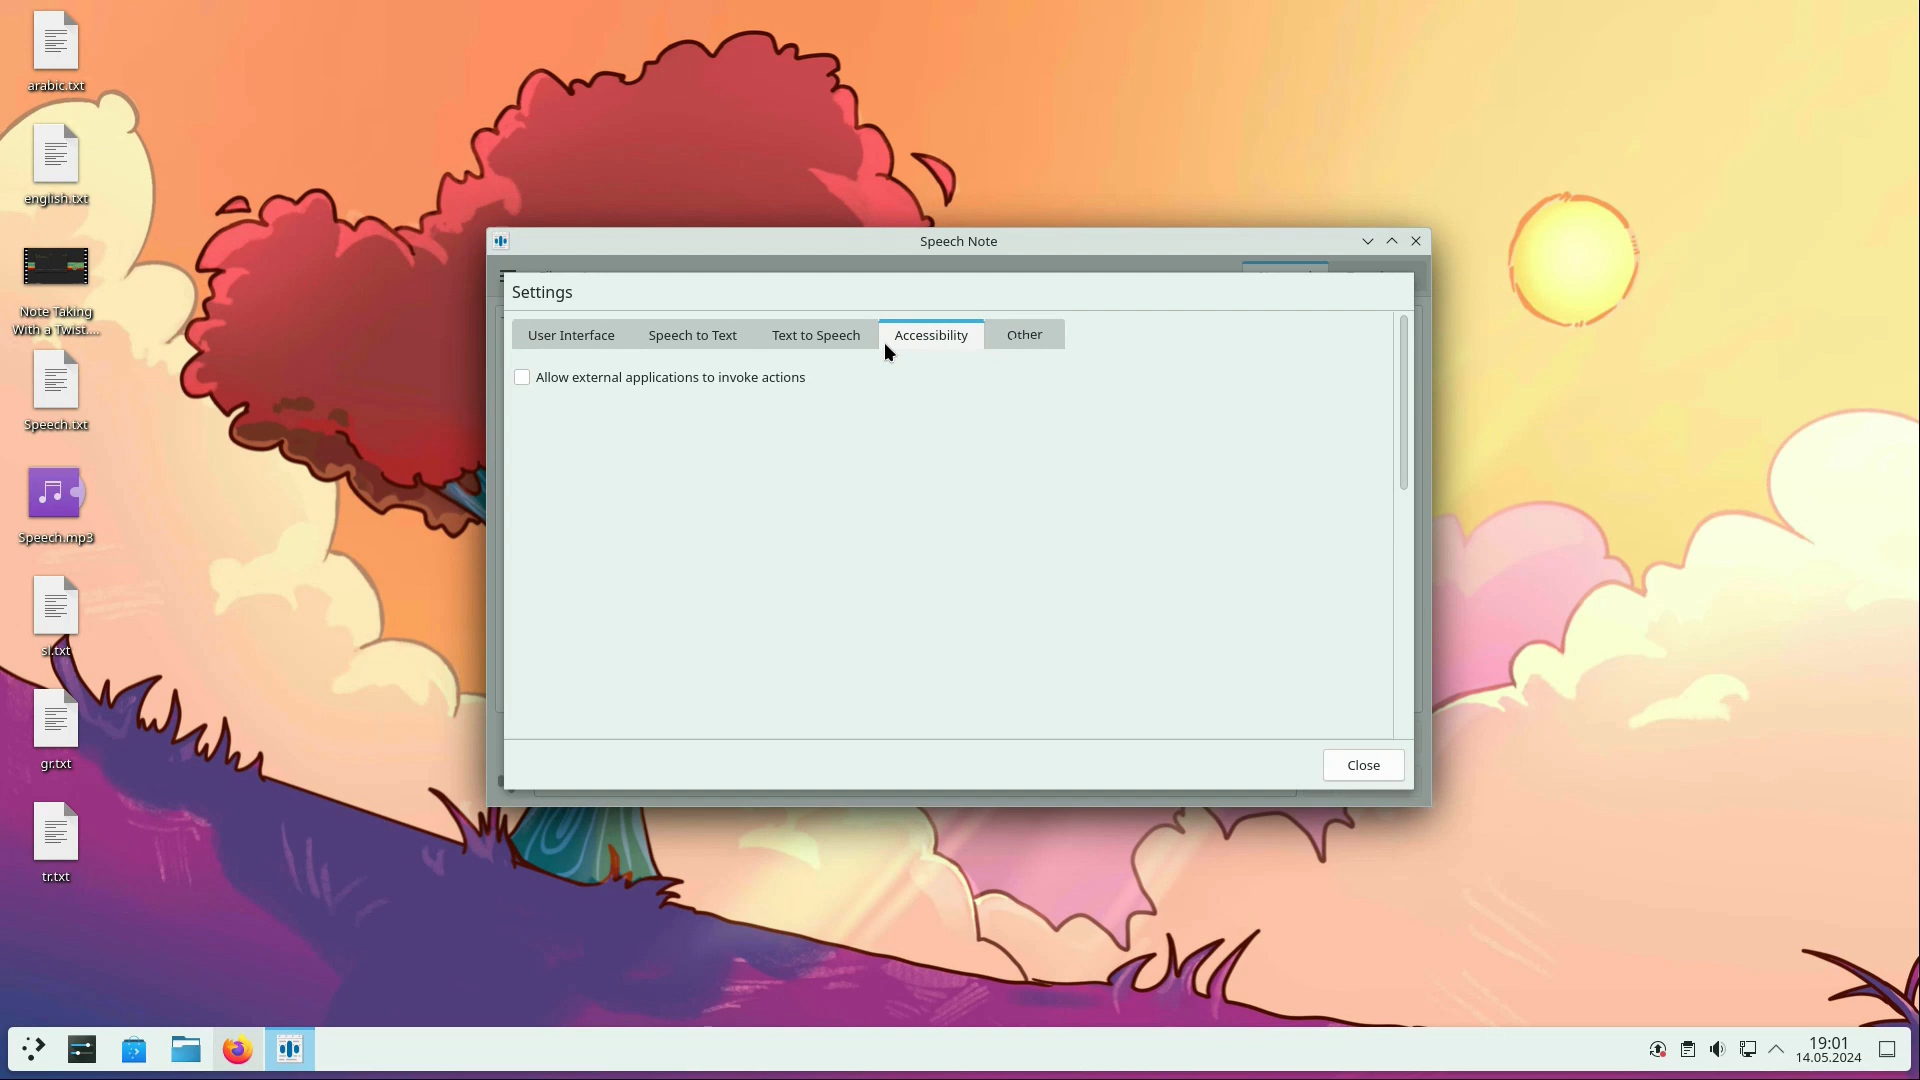 arabic.txt
english.txt
Note Taking
With a Twist....
Speech.txt
Speech.mp3
sl.txt
gr.txt
tr.txt
Speech Note
Settings
User Interface
Speech to Text
Text to Speech
Accessibility
Other
Allow external applications to invoke actions
Close
19:01
14.05.2024